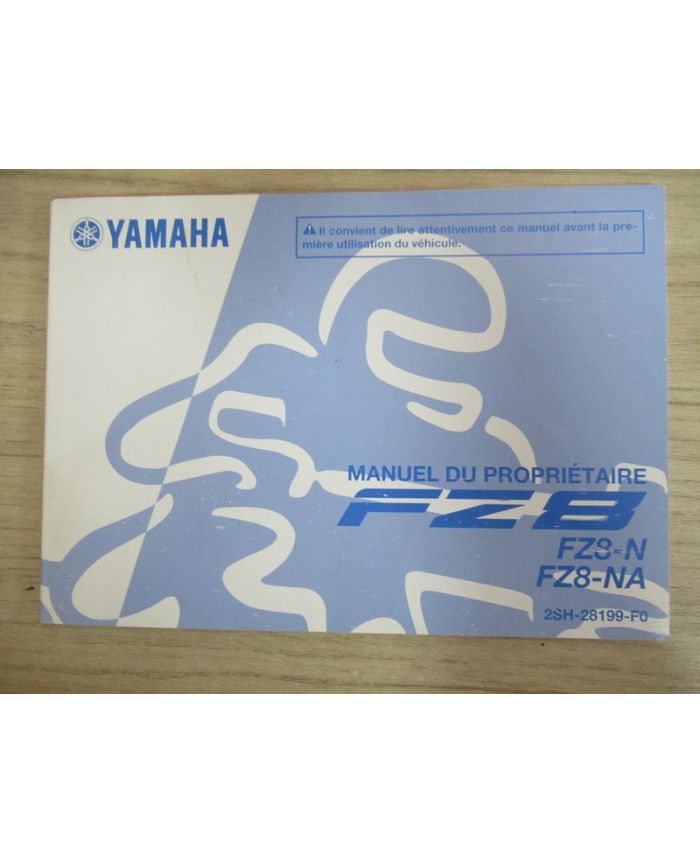 YAMAHA
⚠ Il convient de lire attentivement ce manuel avant la pre-
mière utilisation du véhicule.
MANUEL DU PROPRIÉTAIRE
FZ8
FZ8-N
FZ8-NA
2SH-28199-F0